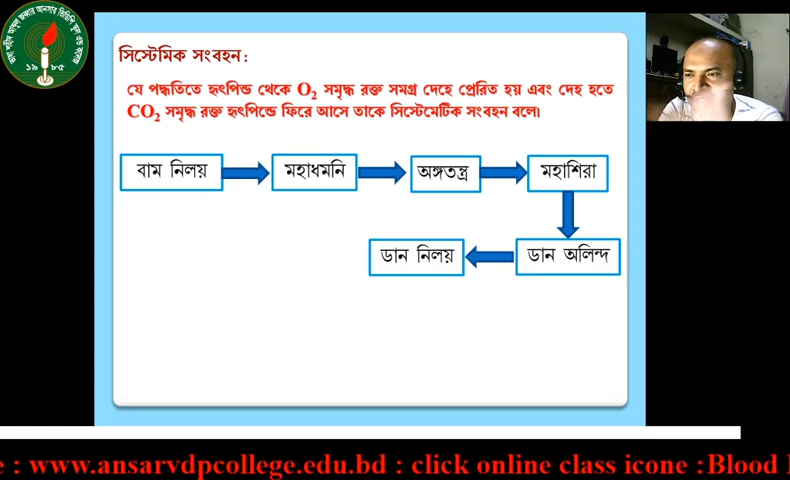 সিস্টেমিক সংবহন:
যে পদ্ধতিতে হৃৎপিন্ড থেকে O₂ সমৃদ্ধ রক্ত সমগ্র দেহে প্রেরিত হয় এবং দেহ হতে
CO₂ সমৃদ্ধ রক্ত হৃৎপিন্ডে ফিরে আসে তাকে সিস্টেমেটিক সংবহন বলে।
বাম নিলয়
মহাধমনি
অঙ্গতন্ত্র
মহাশিরা
ডান নিলয়
ডান অলিন্দ
১৯৮৫
: www.ansarvdpcollege.edu.bd : click online class icone :Blood